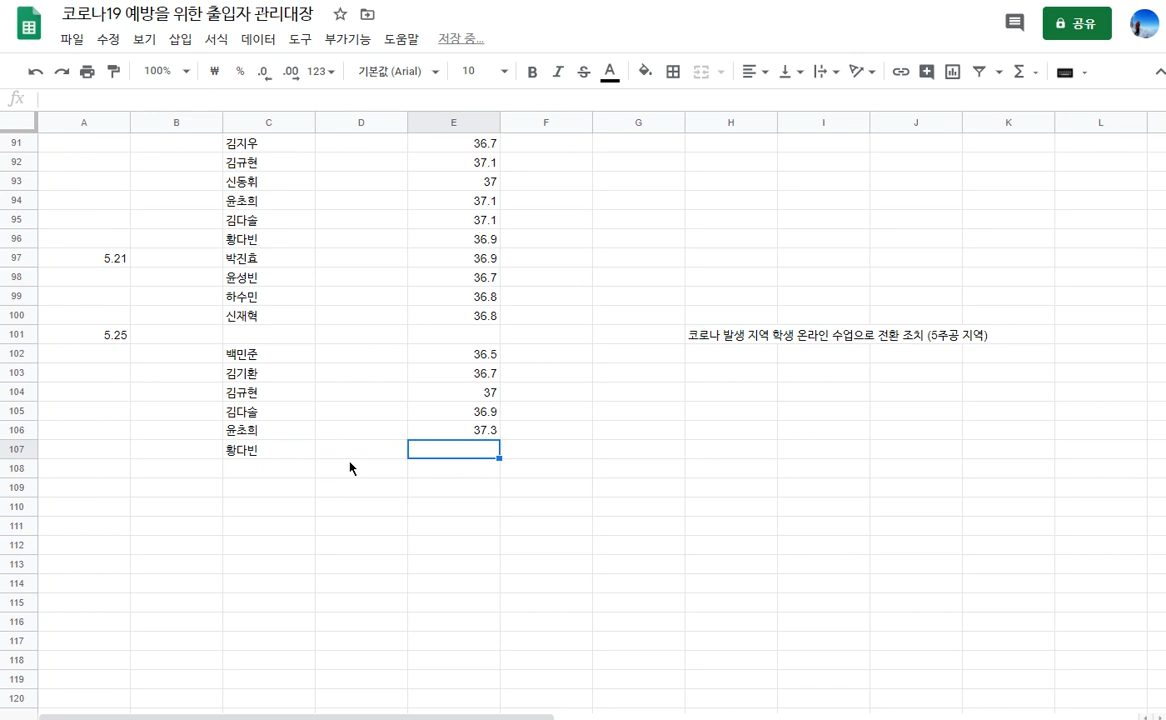 코로나19 예방을 위한 출입자 관리대장
공유
파일 수정 보기 삽입 서식 데이터 도구 부가기능 도움말 저장 중...
100% ₩ % .0 .00 123 기본값 (Arial) 10 B I S A Σ
fx
A B C D E F G H I J K L
91 김지우 36.7
92 김규현 37.1
93 신동휘 37
94 윤초희 37.1
95 김다솔 37.1
96 황다빈 36.9
97 5.21 박진효 36.9
98 윤성빈 36.7
99 하수민 36.8
100 신재혁 36.8
101 5.25 코로나 발생 지역 학생 온라인 수업으로 전환 조치 (5주공 지역)
102 백민준 36.5
103 김기환 36.7
104 김규현 37
105 김다솔 36.9
106 윤초희 37.3
107 황다빈
108
109
110
111
112
113
114
115
116
117
118
119
120